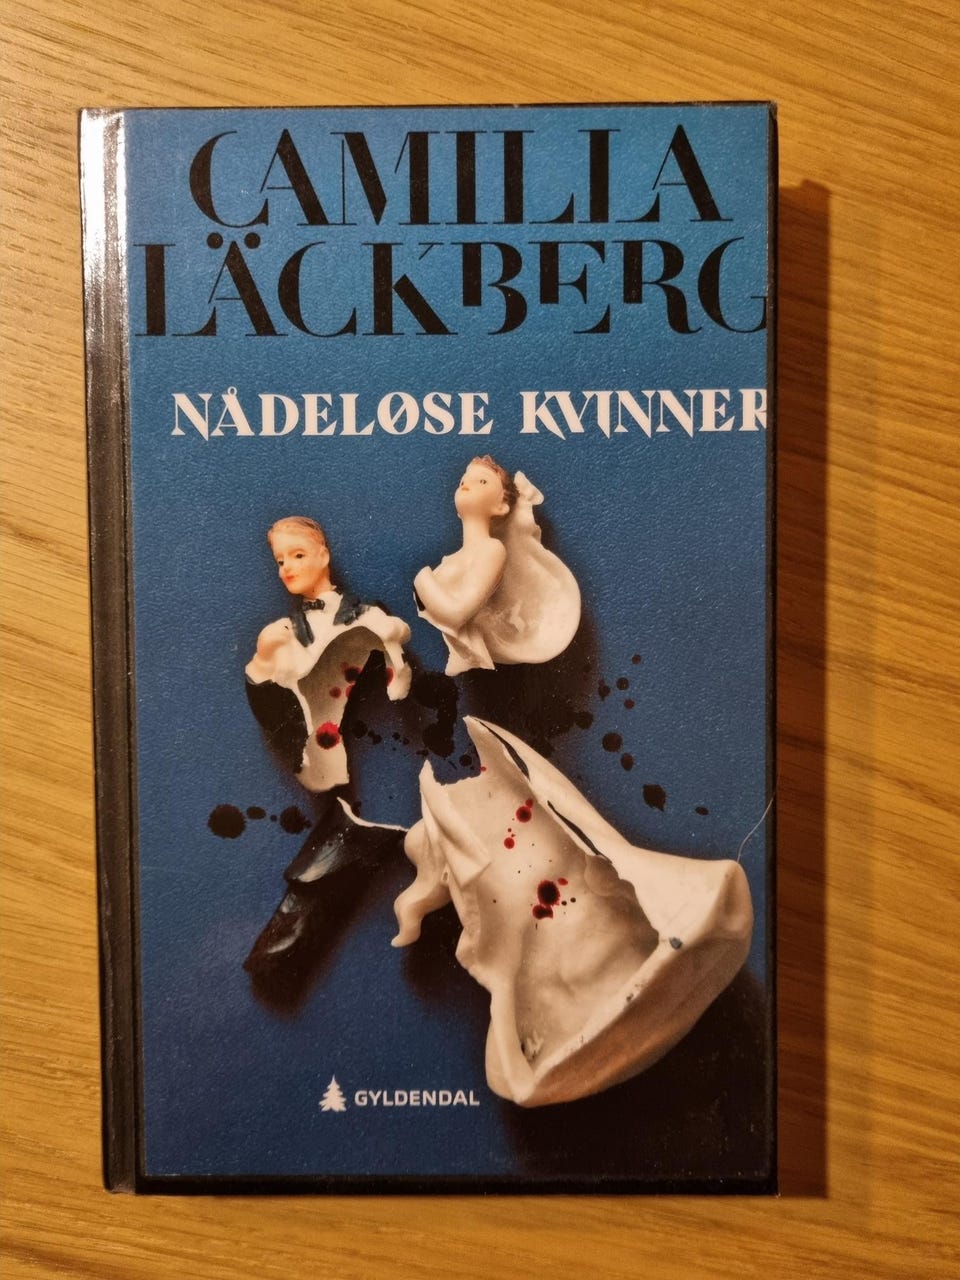 CAMILLA
LÄCKBERG
NÅDELØSE KVINNER
GYLDENDAL